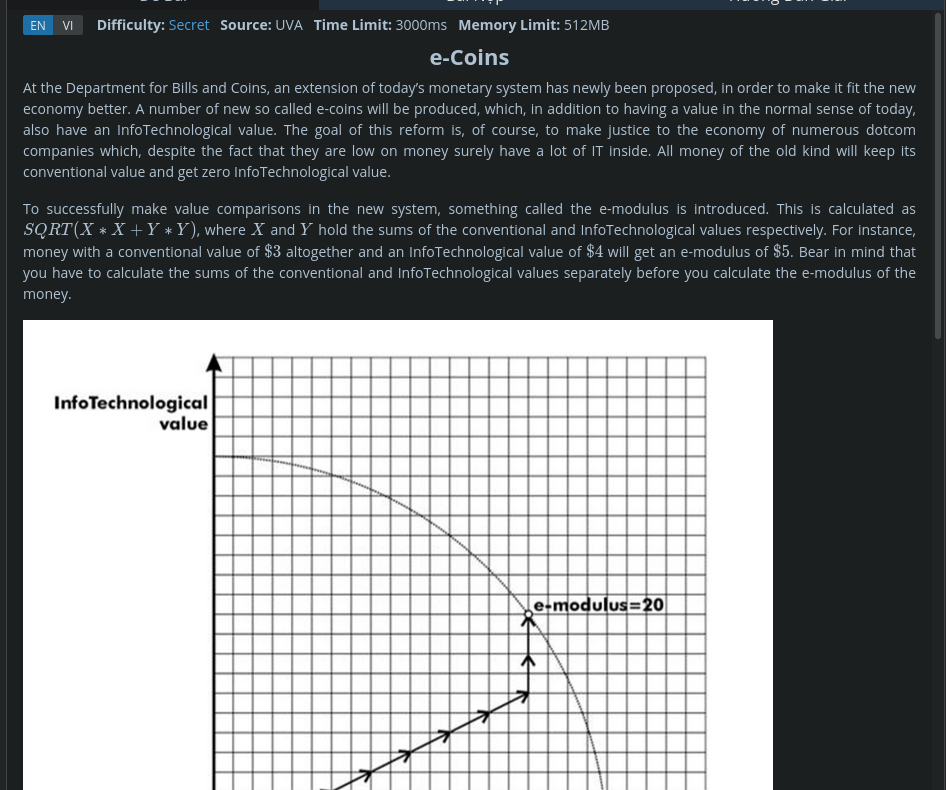 EN VI Difficulty: Secret Source: UVA Time Limit: 3000ms Memory Limit: 512MB
e-Coins
At the Department for Bills and Coins, an extension of today's monetary system has newly been proposed, in order to make it fit the new
economy better. A number of new so called e-coins will be produced, which, in addition to having a value in the normal sense of today,
also have an InfoTechnological value. The goal of this reform is, of course, to make justice to the economy of numerous dotcom
companies which, despite the fact that they are low on money surely have a lot of IT inside. All money of the old kind will keep its
conventional value and get zero InfoTechnological value.
To successfully make value comparisons in the new system, something called the e-modulus is introduced. This is calculated as
SQRT(X ∗ X + Y ∗ Y), where X and Y hold the sums of the conventional and InfoTechnological values respectively. For instance,
money with a conventional value of $3 altogether and an InfoTechnological value of $4 will get an e-modulus of $5. Bear in mind that
you have to calculate the sums of the conventional and InfoTechnological values separately before you calculate the e-modulus of the
money.
InfoTechnological
value
e-modulus=20